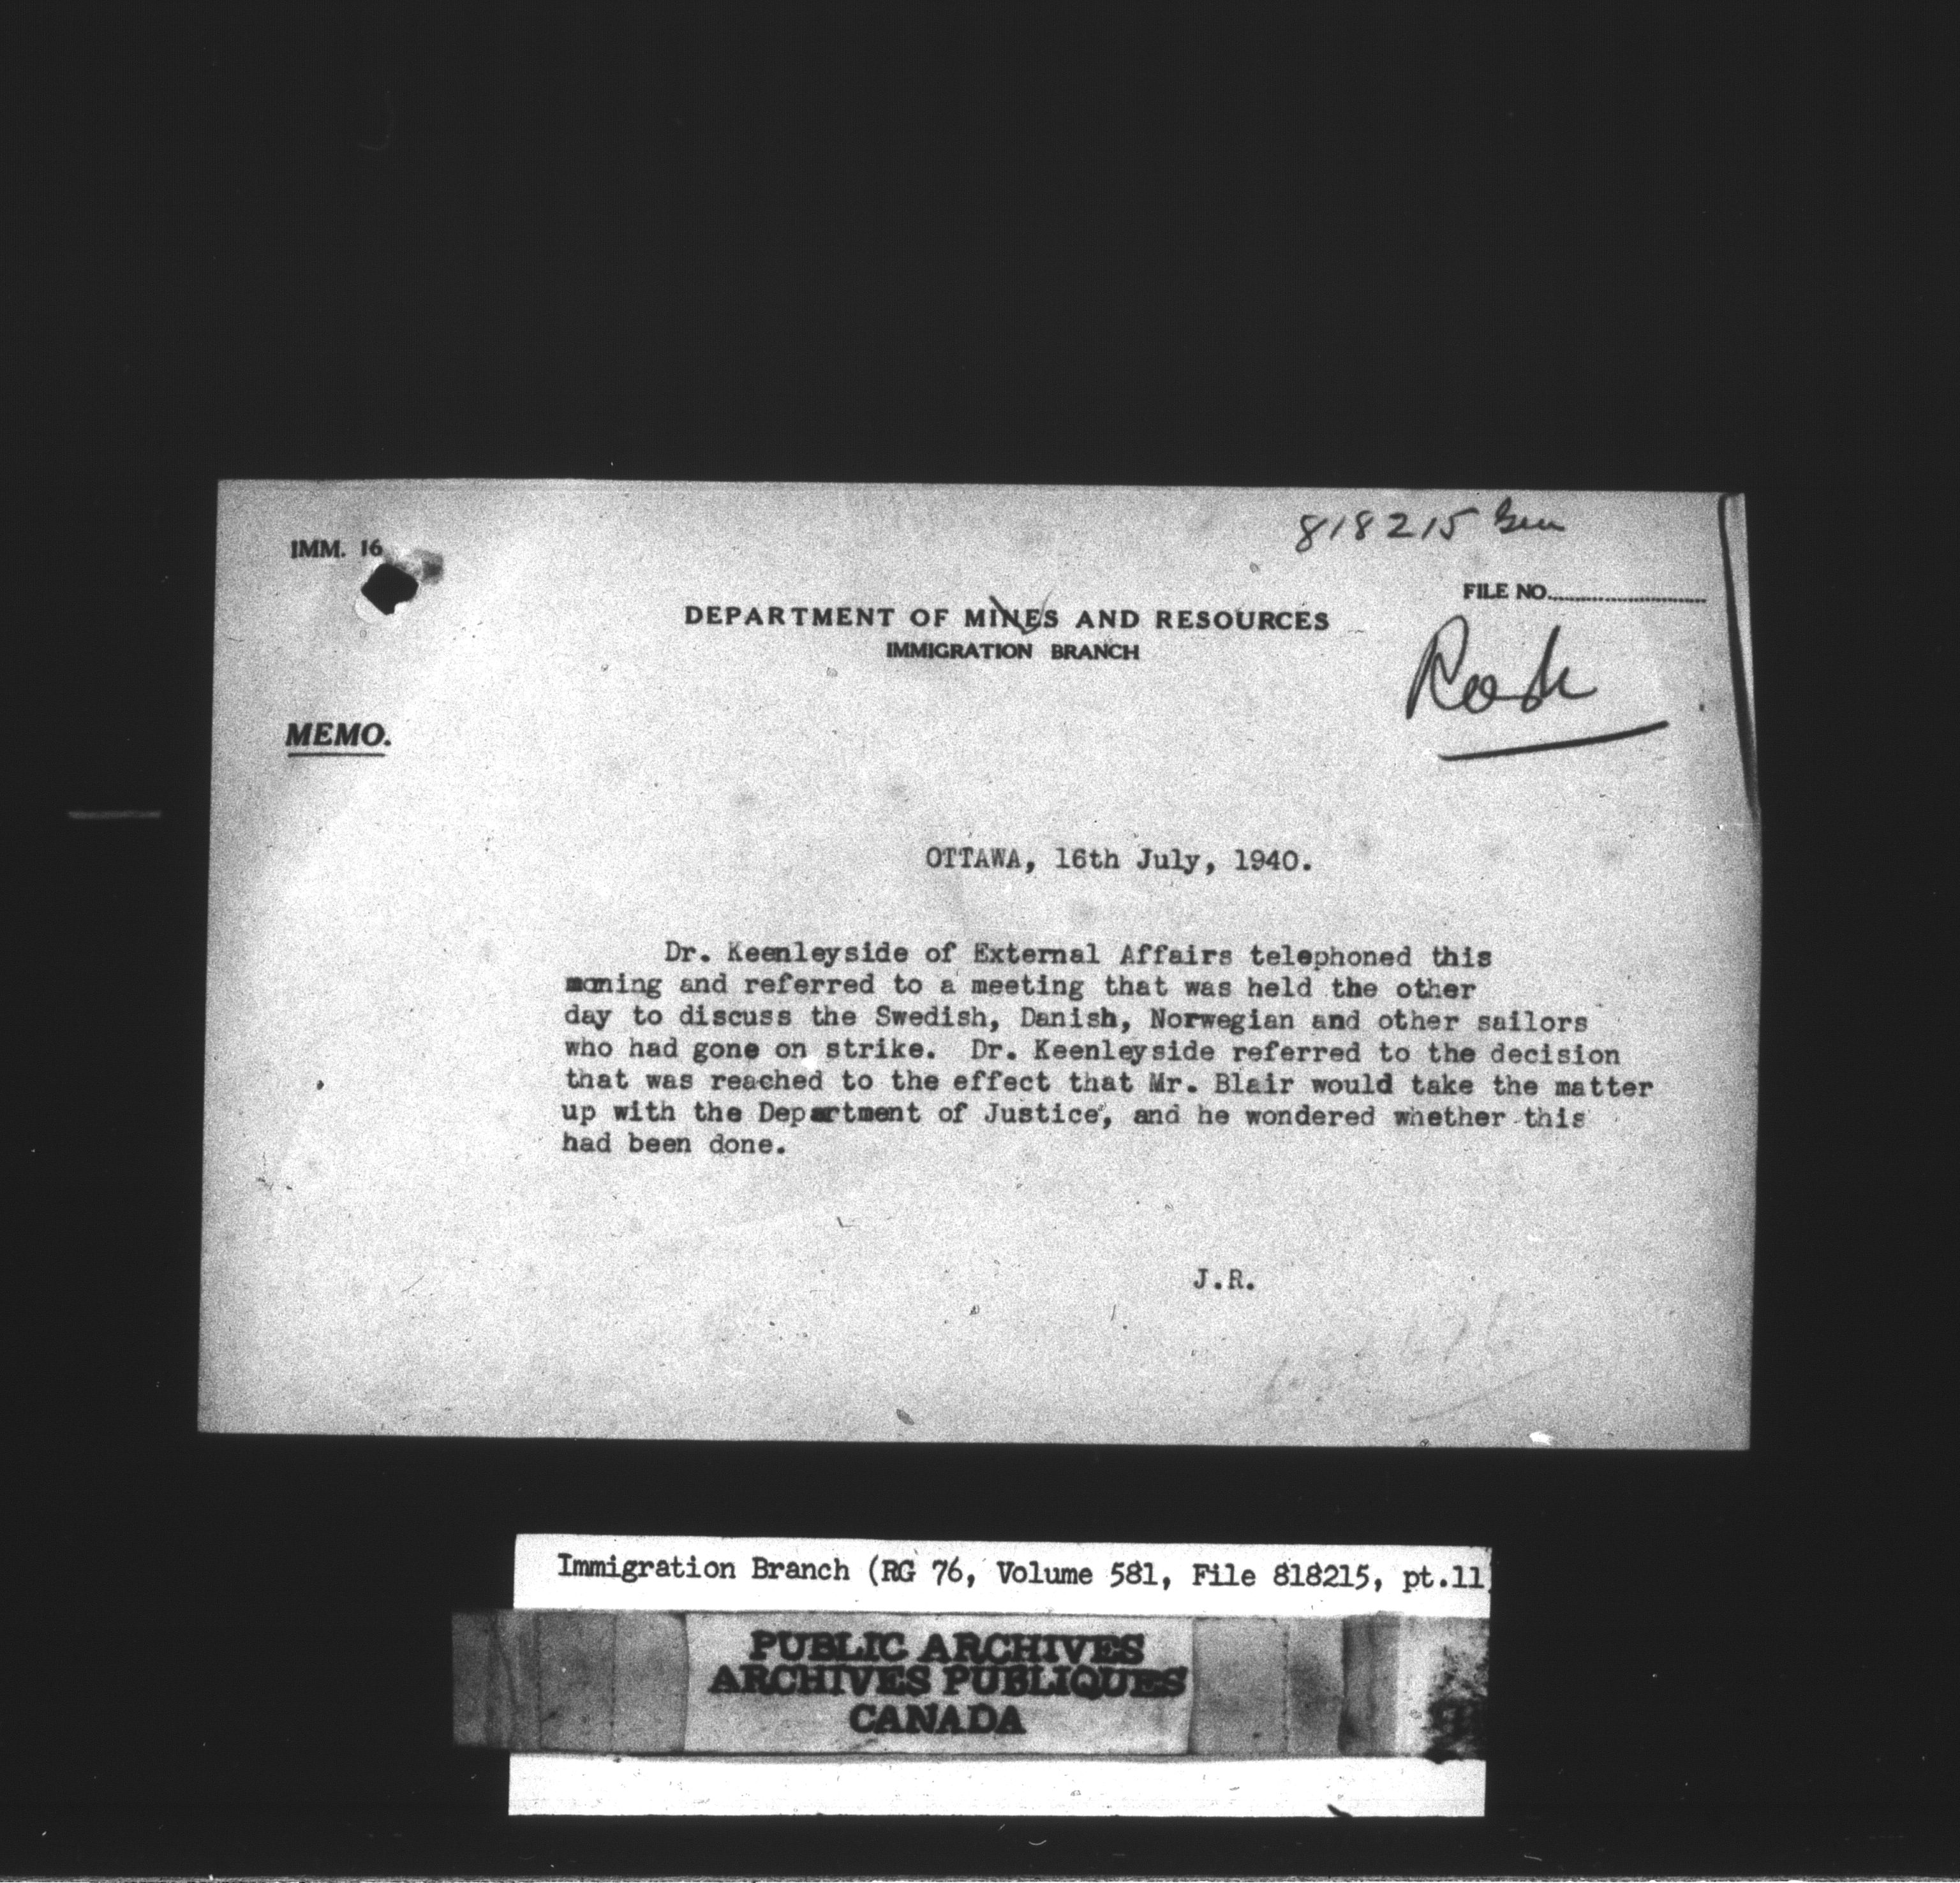 818215 Gen
IMM. 16
FILE NO.
DEPARTMENT OF MINES AND RESOURCES
IMMIGRATION BRANCH
MEMO.
OTTAWA, 16th July, 1940.
Dr. Keenleyside of External Affairs telephoned this
moning and referred to a meeting that was held the other
day to discuss the Swedish, Danish, Norwegian and other sailors
who had gone on strike. Dr. Keenleyside referred to the decision
that was reached to the effect that Mr. Blair would take the matter
up with the Department of Justice, and he wondered whether this
had been done.
J.R.
Immigration Branch (RG 76, Volume 581, File 818215, pt.11
PUBLIC ARCHIVES
ARCHIVES PUBLIQUES
CANADA